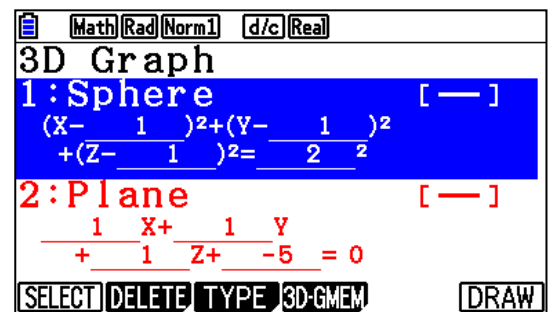 Math Rad Norm1 d/c Real
3D Graph
1:Sphere [—]
(X- 1 )²+(Y- 1 )²
+(Z- 1 )²= 2 ²
2:Plane [—]
1 X+ 1 Y
+ 1 Z+ -5 = 0
SELECT DELETE TYPE 3D-GMEM DRAW